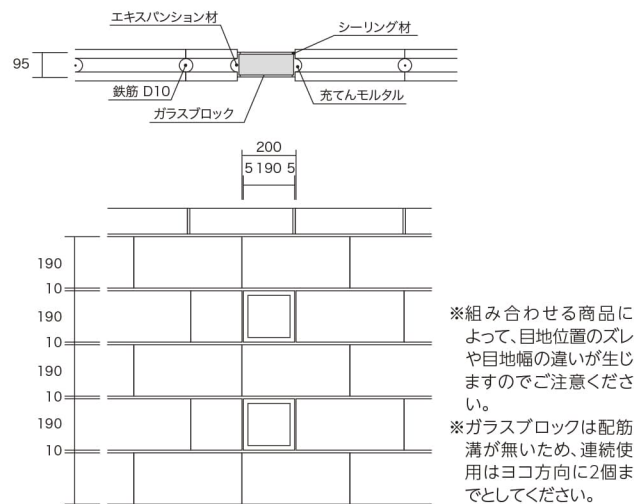 エキスパンション材
シーリング材
95
鉄筋 D10
充てんモルタル
ガラスブロック
200
5 190 5
190
10
190
10
190
10
190
10
※組み合わせる商品に
よって、目地位置のズレ
や目地幅の違いが生じ
ますのでご注意くださ
い。
※ガラスブロックは配筋
溝が無いため、連続使
用はヨコ方向に2個ま
でとしてください。